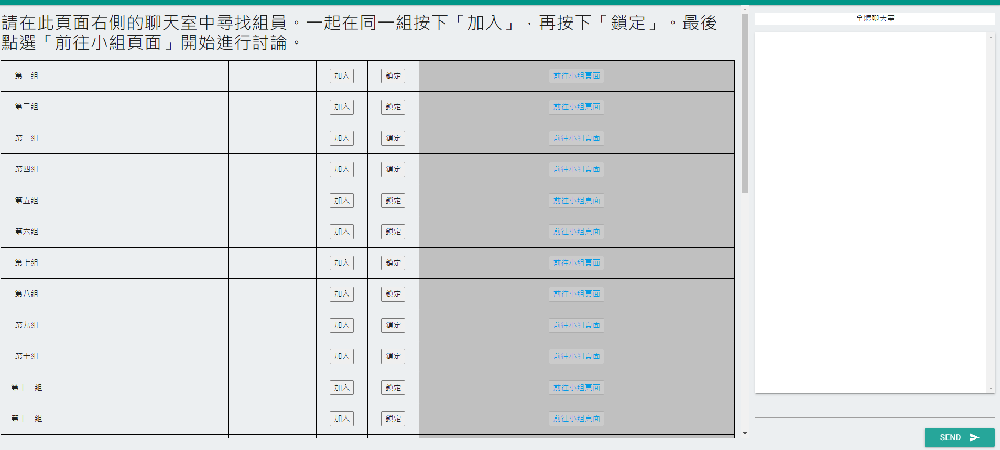 請在此頁面右側的聊天室中尋找組員。一起在同一組按下「加入」，再按下「鎖定」。最後
點選「前往小組頁面」開始進行討論。
第一組 加入 鎖定 前往小組頁面
第二組 加入 鎖定 前往小組頁面
第三組 加入 鎖定 前往小組頁面
第四組 加入 鎖定 前往小組頁面
第五組 加入 鎖定 前往小組頁面
第六組 加入 鎖定 前往小組頁面
第七組 加入 鎖定 前往小組頁面
第八組 加入 鎖定 前往小組頁面
第九組 加入 鎖定 前往小組頁面
第十組 加入 鎖定 前往小組頁面
第十一組 加入 鎖定 前往小組頁面
第十二組 加入 鎖定 前往小組頁面
全體聊天室
SEND